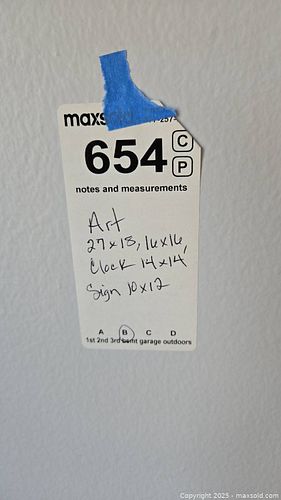 maxs
654
C
P
notes and measurements
Art
27x13, 16x16,
Clock 14x14
Sign 10x12
A B C D
1st 2nd 3rd bsmt garage outdoors
Copyright 2025 - maxsold.com